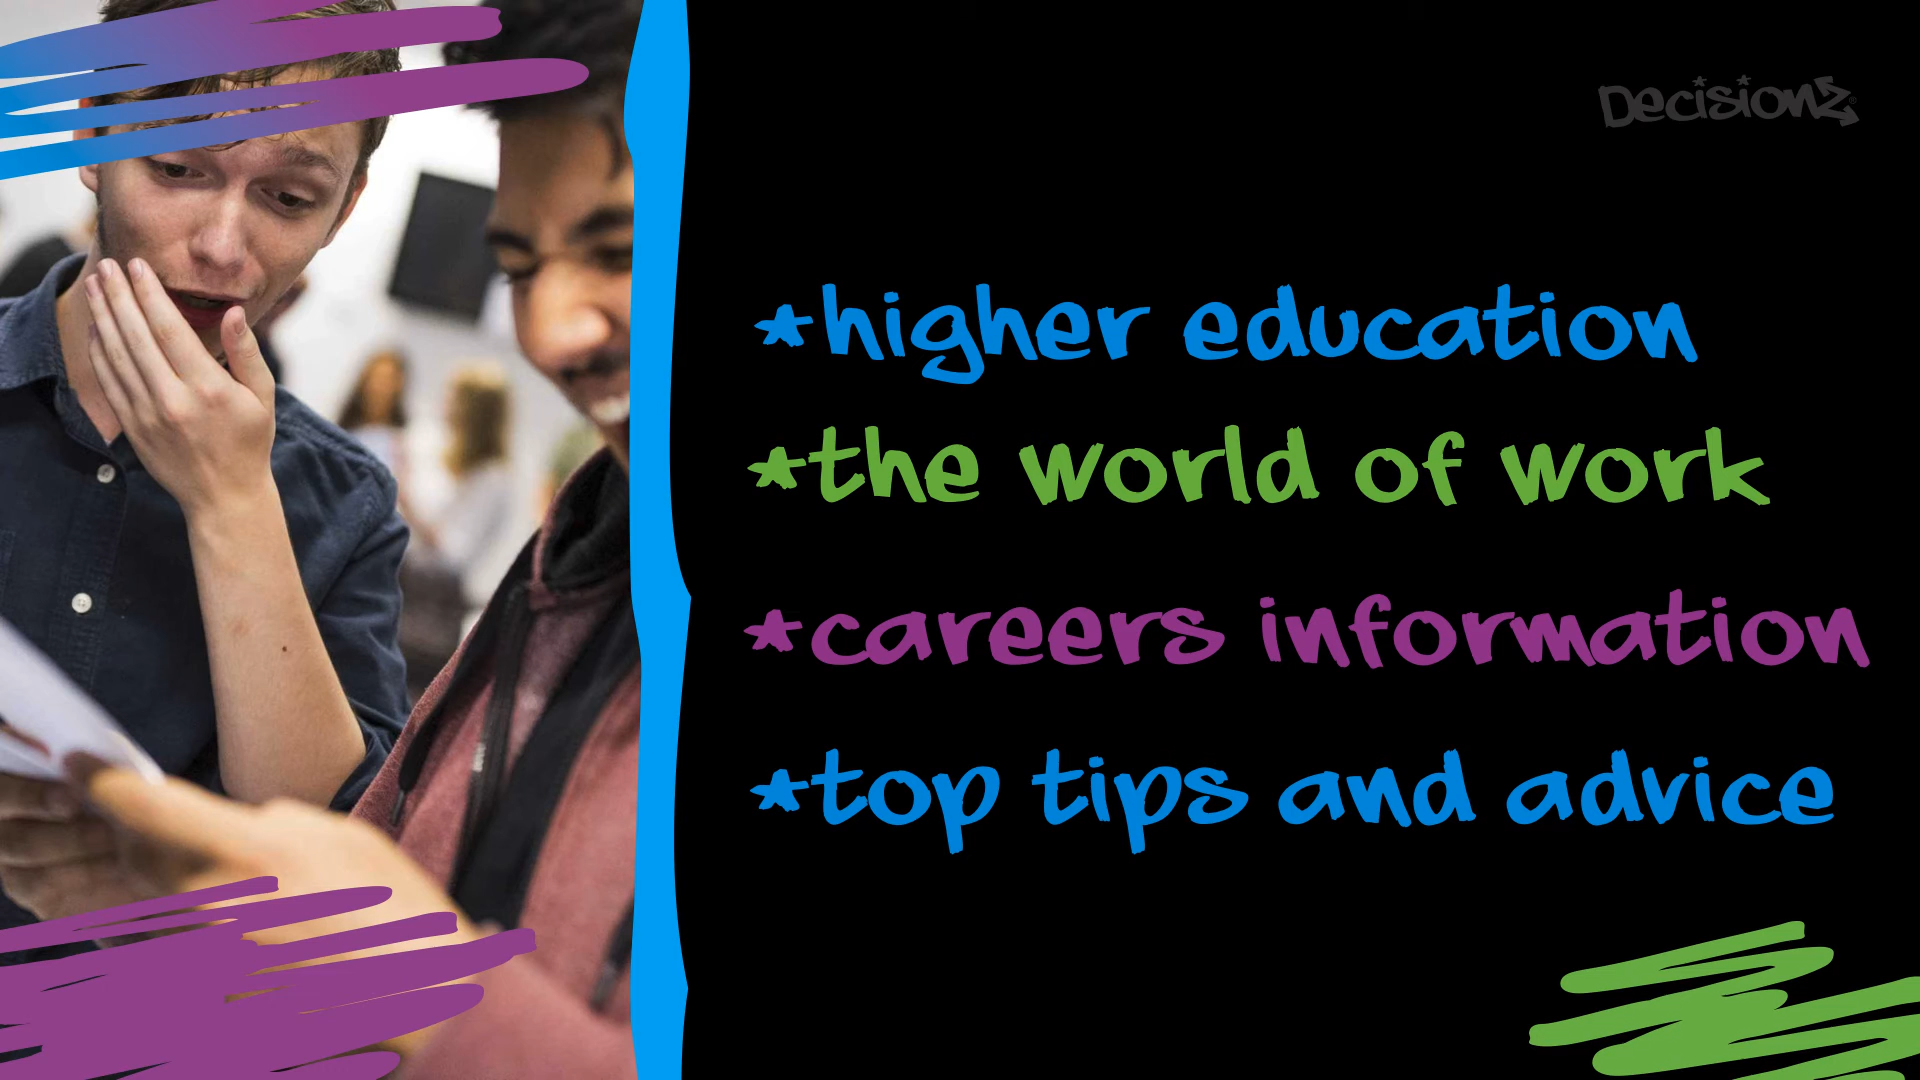 Decisionz®
*higher education
*the world of work
*careers information
*top tips and advice